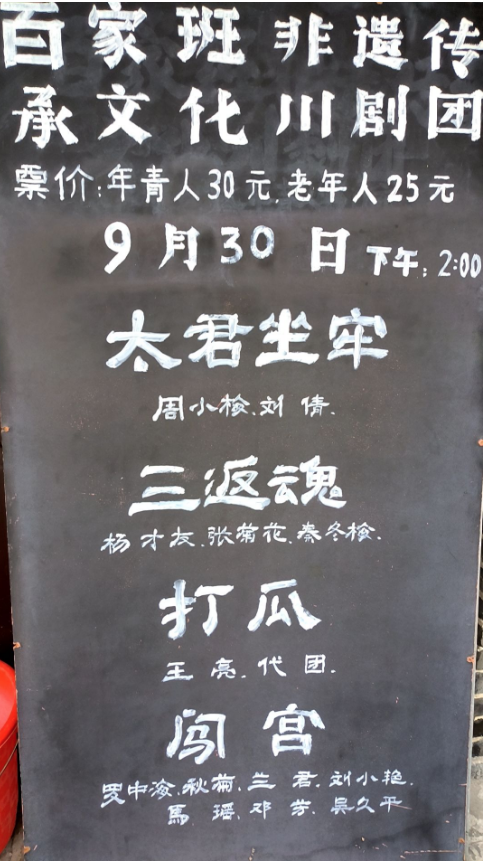 百家班非遗传
承文化川剧团
票价:年青人30元.老年人25元
9月30日下午:2:00
太君坐牢
周小梅.刘倩.
三返魂
杨才友.张菊花.秦冬梅.
打瓜
王亮.代团.
闯宫
罗中海.秋菊.兰君.刘小艳.
馬瑶.邓芳.吴久平